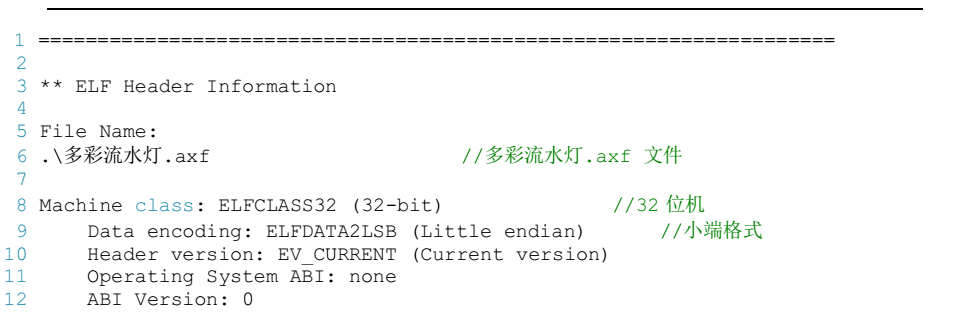 1 ====================================================================
2
3 ** ELF Header Information
4
5 File Name:
6 .\多彩流水灯.axf //多彩流水灯.axf 文件
7
8 Machine class: ELFCLASS32 (32-bit) //32 位机
9 Data encoding: ELFDATA2LSB (Little endian) //小端格式
10 Header version: EV_CURRENT (Current version)
11 Operating System ABI: none
12 ABI Version: 0